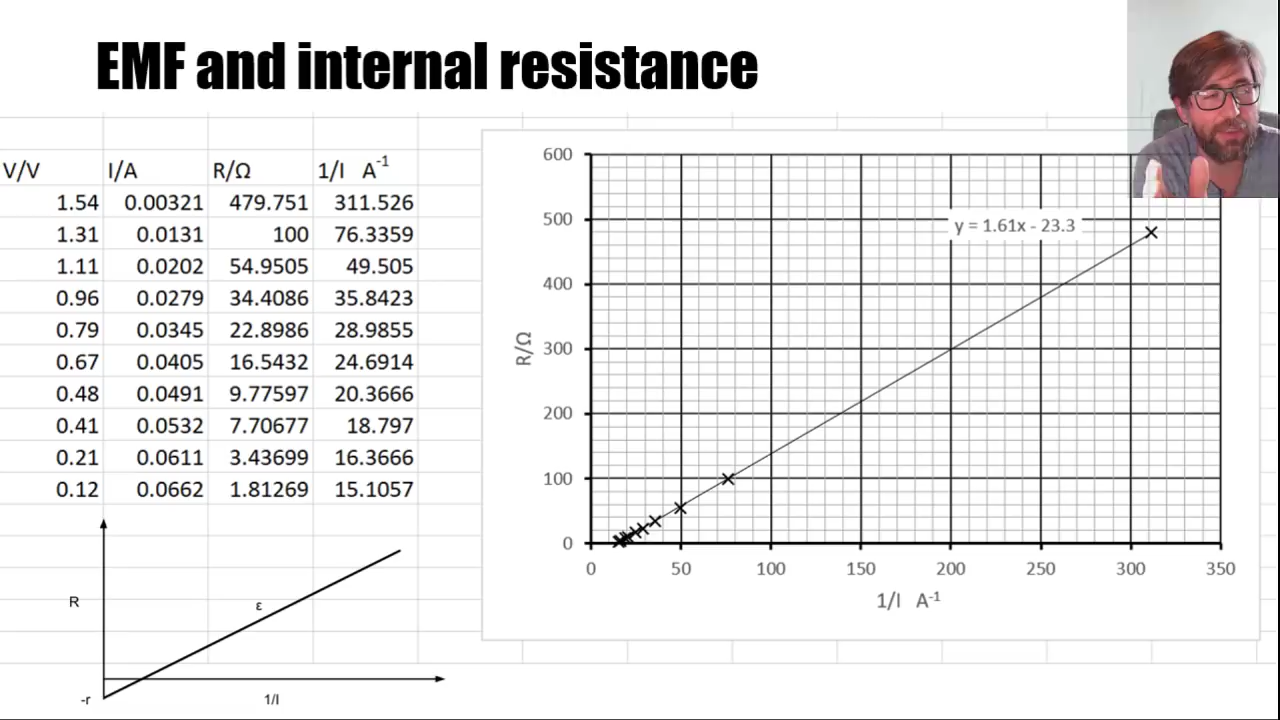 EMF and internal resistance
V/V I/A R/Ω 1/I A⁻¹
1.54 0.00321 479.751 311.526
1.31 0.0131 100 76.3359
1.11 0.0202 54.9505 49.505
0.96 0.0279 34.4086 35.8423
0.79 0.0345 22.8986 28.9855
0.67 0.0405 16.5432 24.6914
0.48 0.0491 9.77597 20.3666
0.41 0.0532 7.70677 18.797
0.21 0.0611 3.43699 16.3666
0.12 0.0662 1.81269 15.1057
R
ε
-r
1/I
600
500
400
300
200
100
0
R/Ω
y = 1.61x - 23.3
0 50 100 150 200 250 300 350
1/I A⁻¹